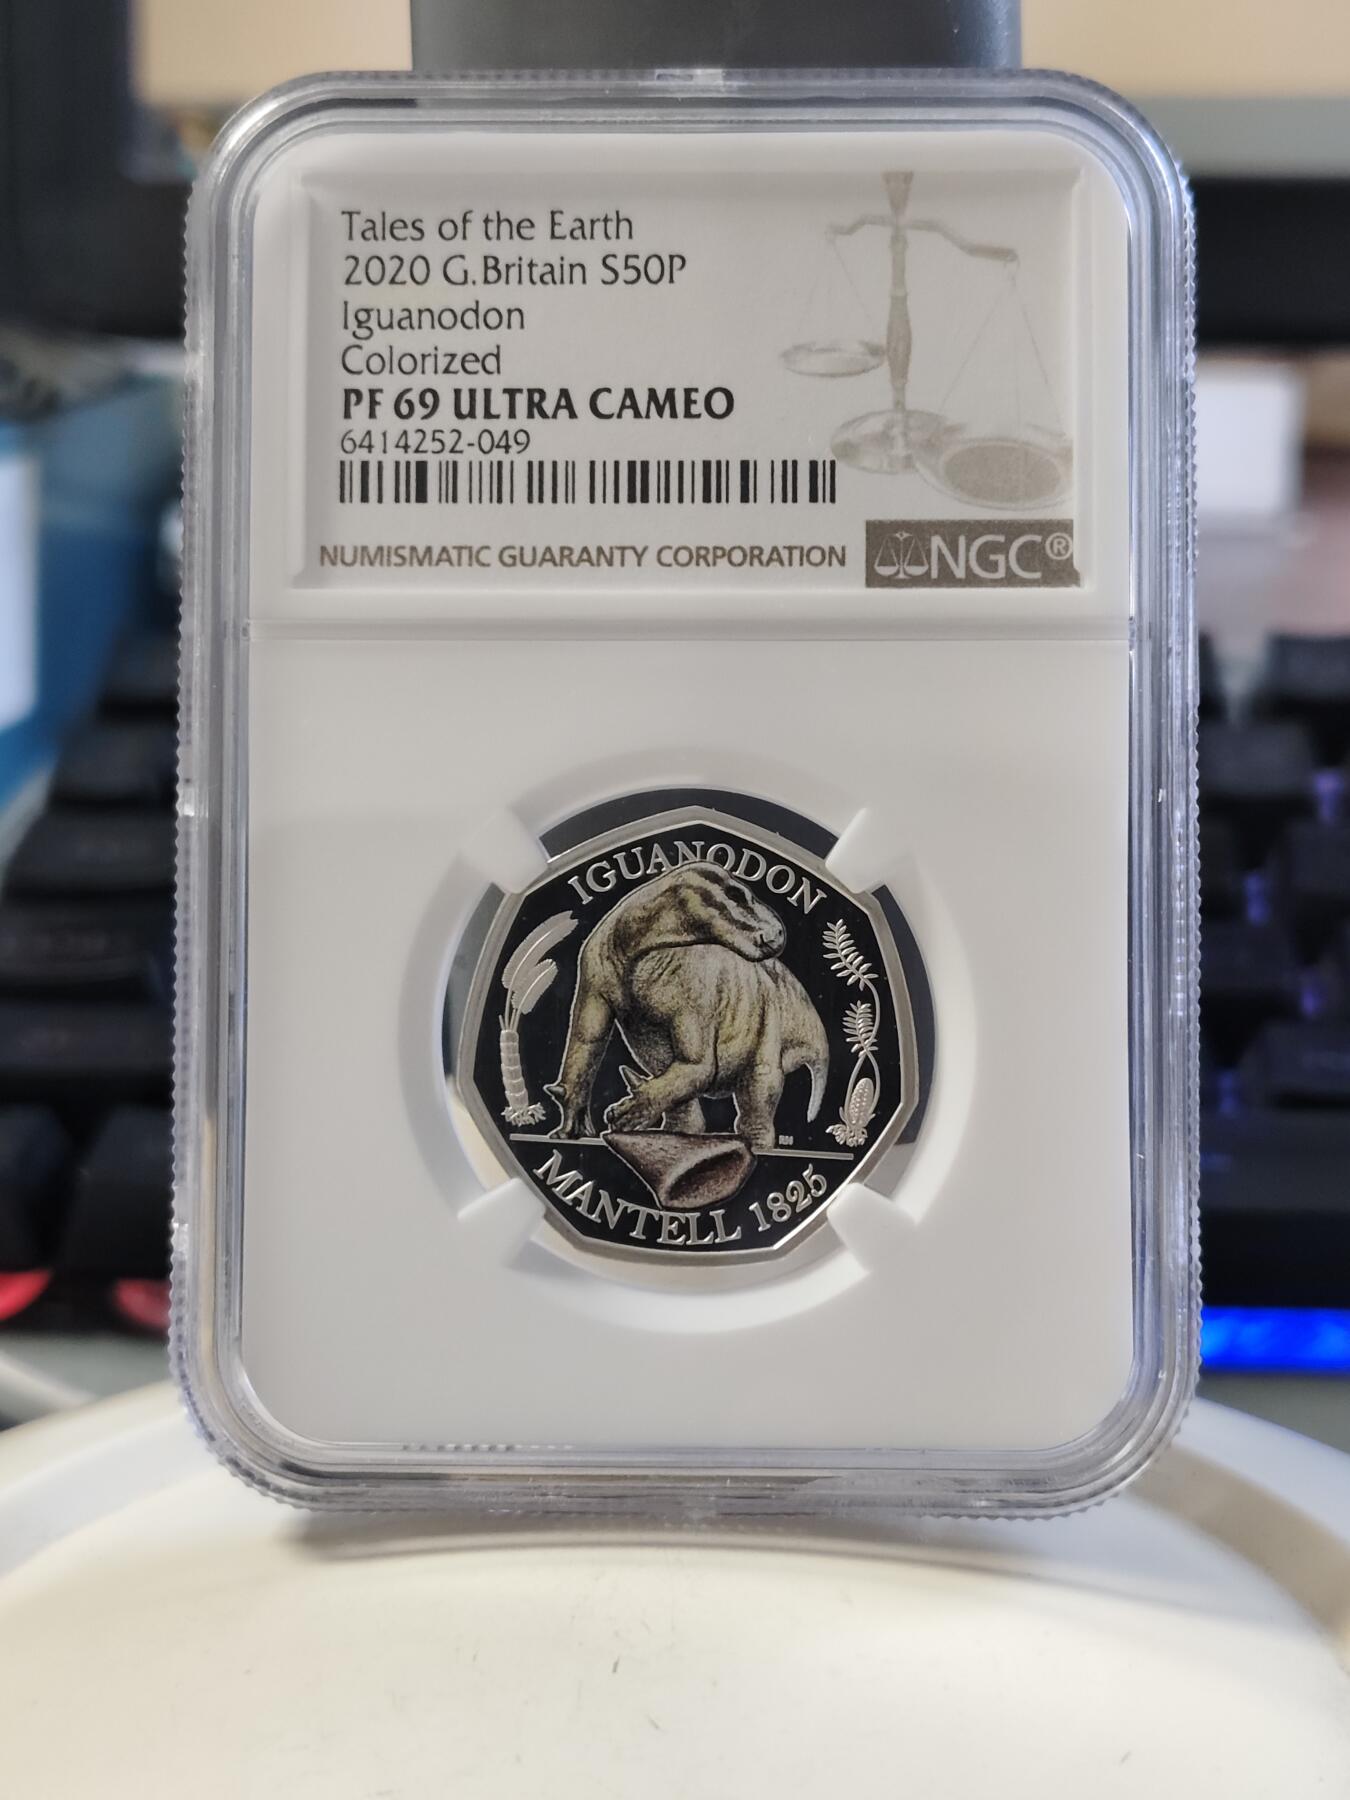 Tales of the Earth
2020 G.Britain S50P
Iguanodon
Colorized
PF 69 ULTRA CAMEO
6414252-049
NUMISMATIC GUARANTY CORPORATION
NGC®
IGUANODON
RN
MANTELL 1825